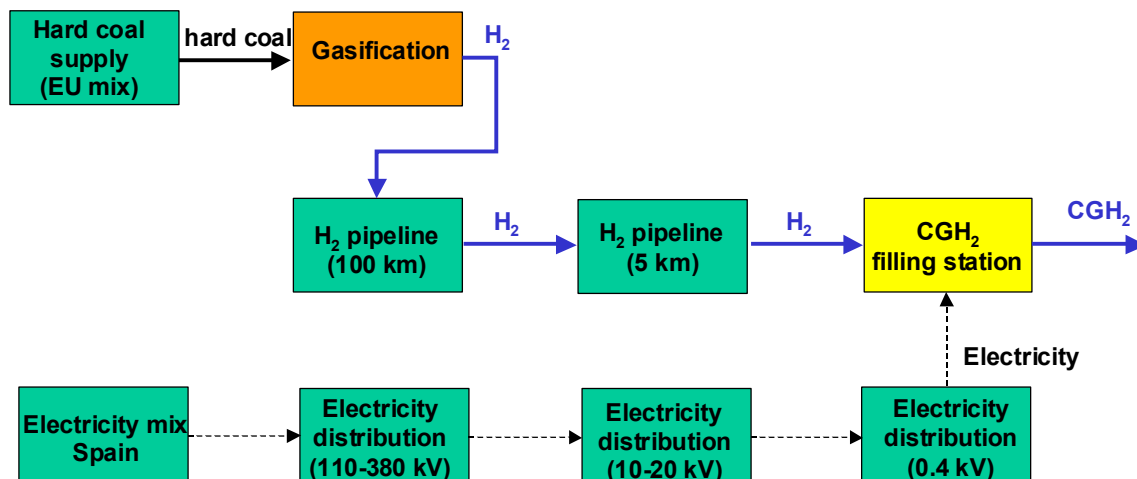 Hard coal
supply
(EU mix)
hard coal
Gasification
H₂
H₂ pipeline
(100 km)
H₂
H₂ pipeline
(5 km)
H₂
CGH₂
filling station
CGH₂
Electricity
Electricity mix
Spain
Electricity
distribution
(110-380 kV)
Electricity
distribution
(10-20 kV)
Electricity
distribution
(0.4 kV)